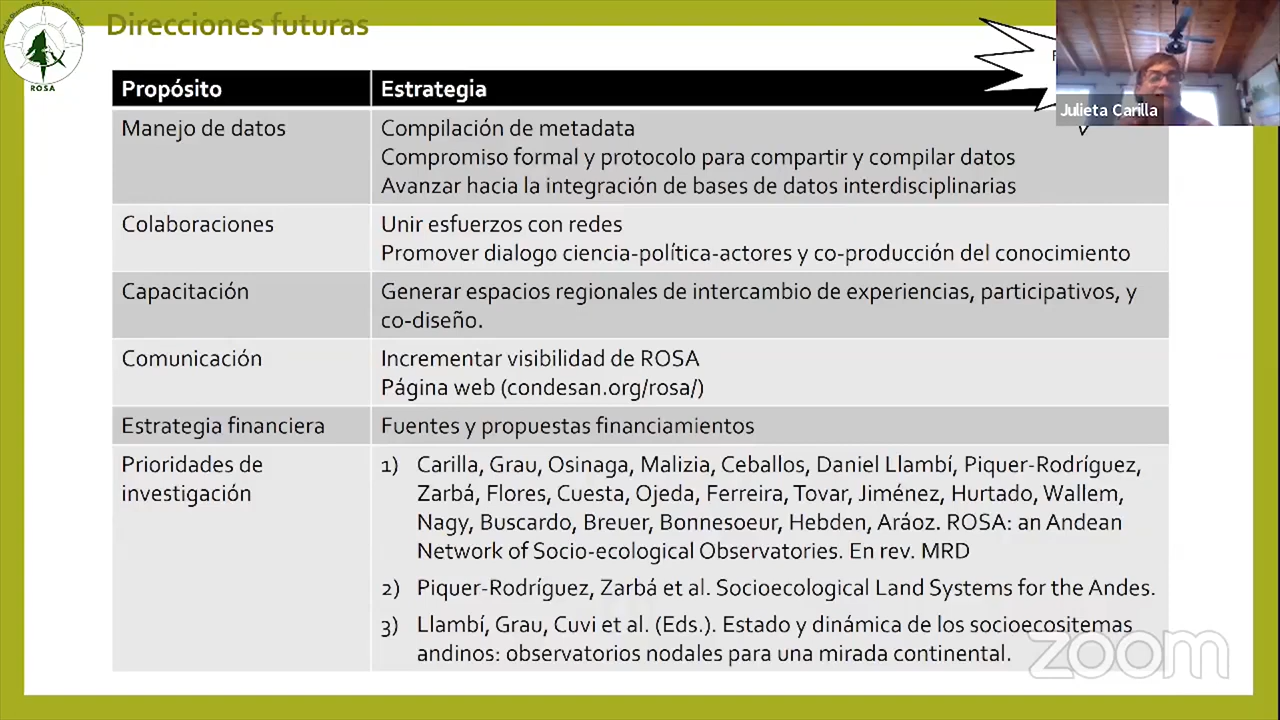 Direcciones futuras
ROSA
Julieta Carilla
Propósito
Estrategia
Manejo de datos
Compilación de metadata
Compromiso formal y protocolo para compartir y compilar datos
Avanzar hacia la integración de bases de datos interdisciplinarias
Colaboraciones
Unir esfuerzos con redes
Promover dialogo ciencia-política-actores y co-producción del conocimiento
Capacitación
Generar espacios regionales de intercambio de experiencias, participativos, y
co-diseño.
Comunicación
Incrementar visibilidad de ROSA
Página web (condesan.org/rosa/)
Estrategia financiera
Fuentes y propuestas financiamientos
Prioridades de
investigación
1) Carilla, Grau, Osinaga, Malizia, Ceballos, Daniel Llambí, Piquer-Rodríguez,
Zarbá, Flores, Cuesta, Ojeda, Ferreira, Tovar, Jiménez, Hurtado, Wallem,
Nagy, Buscardo, Breuer, Bonnesoeur, Hebden, Aráoz. ROSA: an Andean
Network of Socio-ecological Observatories. En rev. MRD
2) Piquer-Rodríguez, Zarbá et al. Socioecological Land Systems for the Andes.
3) Llambí, Grau, Cuvi et al. (Eds.). Estado y dinámica de los socioecositemas
andinos: observatorios nodales para una mirada continental.
zoom